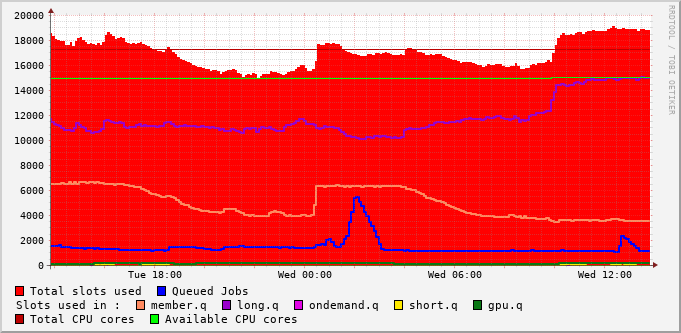 20000
18000
16000
14000
12000
10000
8000
6000
4000
2000
0
Tue 18:00 Wed 00:00 Wed 06:00 Wed 12:00
Total slots used Queued Jobs
Slots used in : member.q long.q ondemand.q short.q gpu.q
Total CPU cores Available CPU cores
RRDTOOL / TOBI OETIKER